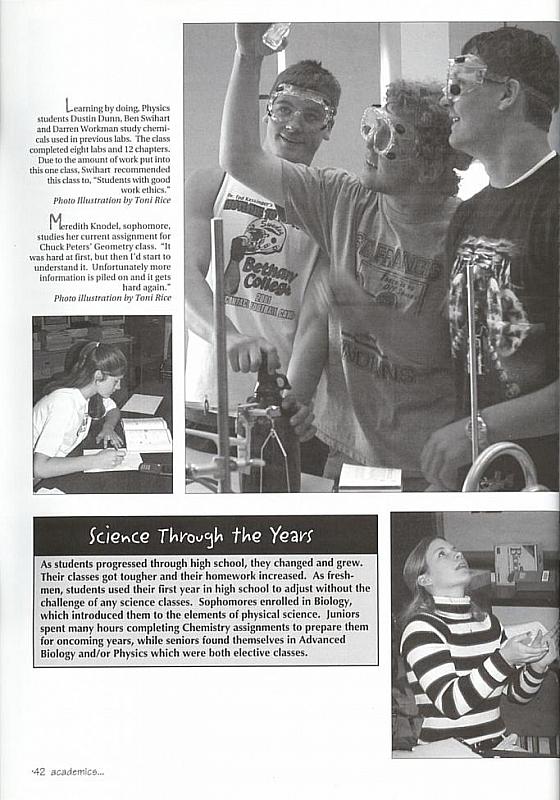 Learning by doing, Physics
students Dustin Dunn, Ben Swihart
and Darren Workman study chemi-
cals used in previous labs. The class
completed eight labs and 12 chapters.
Due to the amount of work put into
this one class, Swihart recommended
this class to, "Students with good
work ethics."
Photo Illustration by Toni Rice
Meredith Knodel, sophomore,
studies her current assignment for
Chuck Peters' Geometry class. "It
was hard at first, but then I'd start to
understand it. Unfortunately more
information is piled on and it gets
hard again."
Photo illustration by Toni Rice
Bethany
College
2001
CONTACT FOOTBALL CAMP
Science Through the Years
As students progressed through high school, they changed and grew.
Their classes got tougher and their homework increased. As fresh-
men, students used their first year in high school to adjust without the
challenge of any science classes. Sophomores enrolled in Biology,
which introduced them to the elements of physical science. Juniors
spent many hours completing Chemistry assignments to prepare them
for oncoming years, while seniors found themselves in Advanced
Biology and/or Physics which were both elective classes.
42 academics...